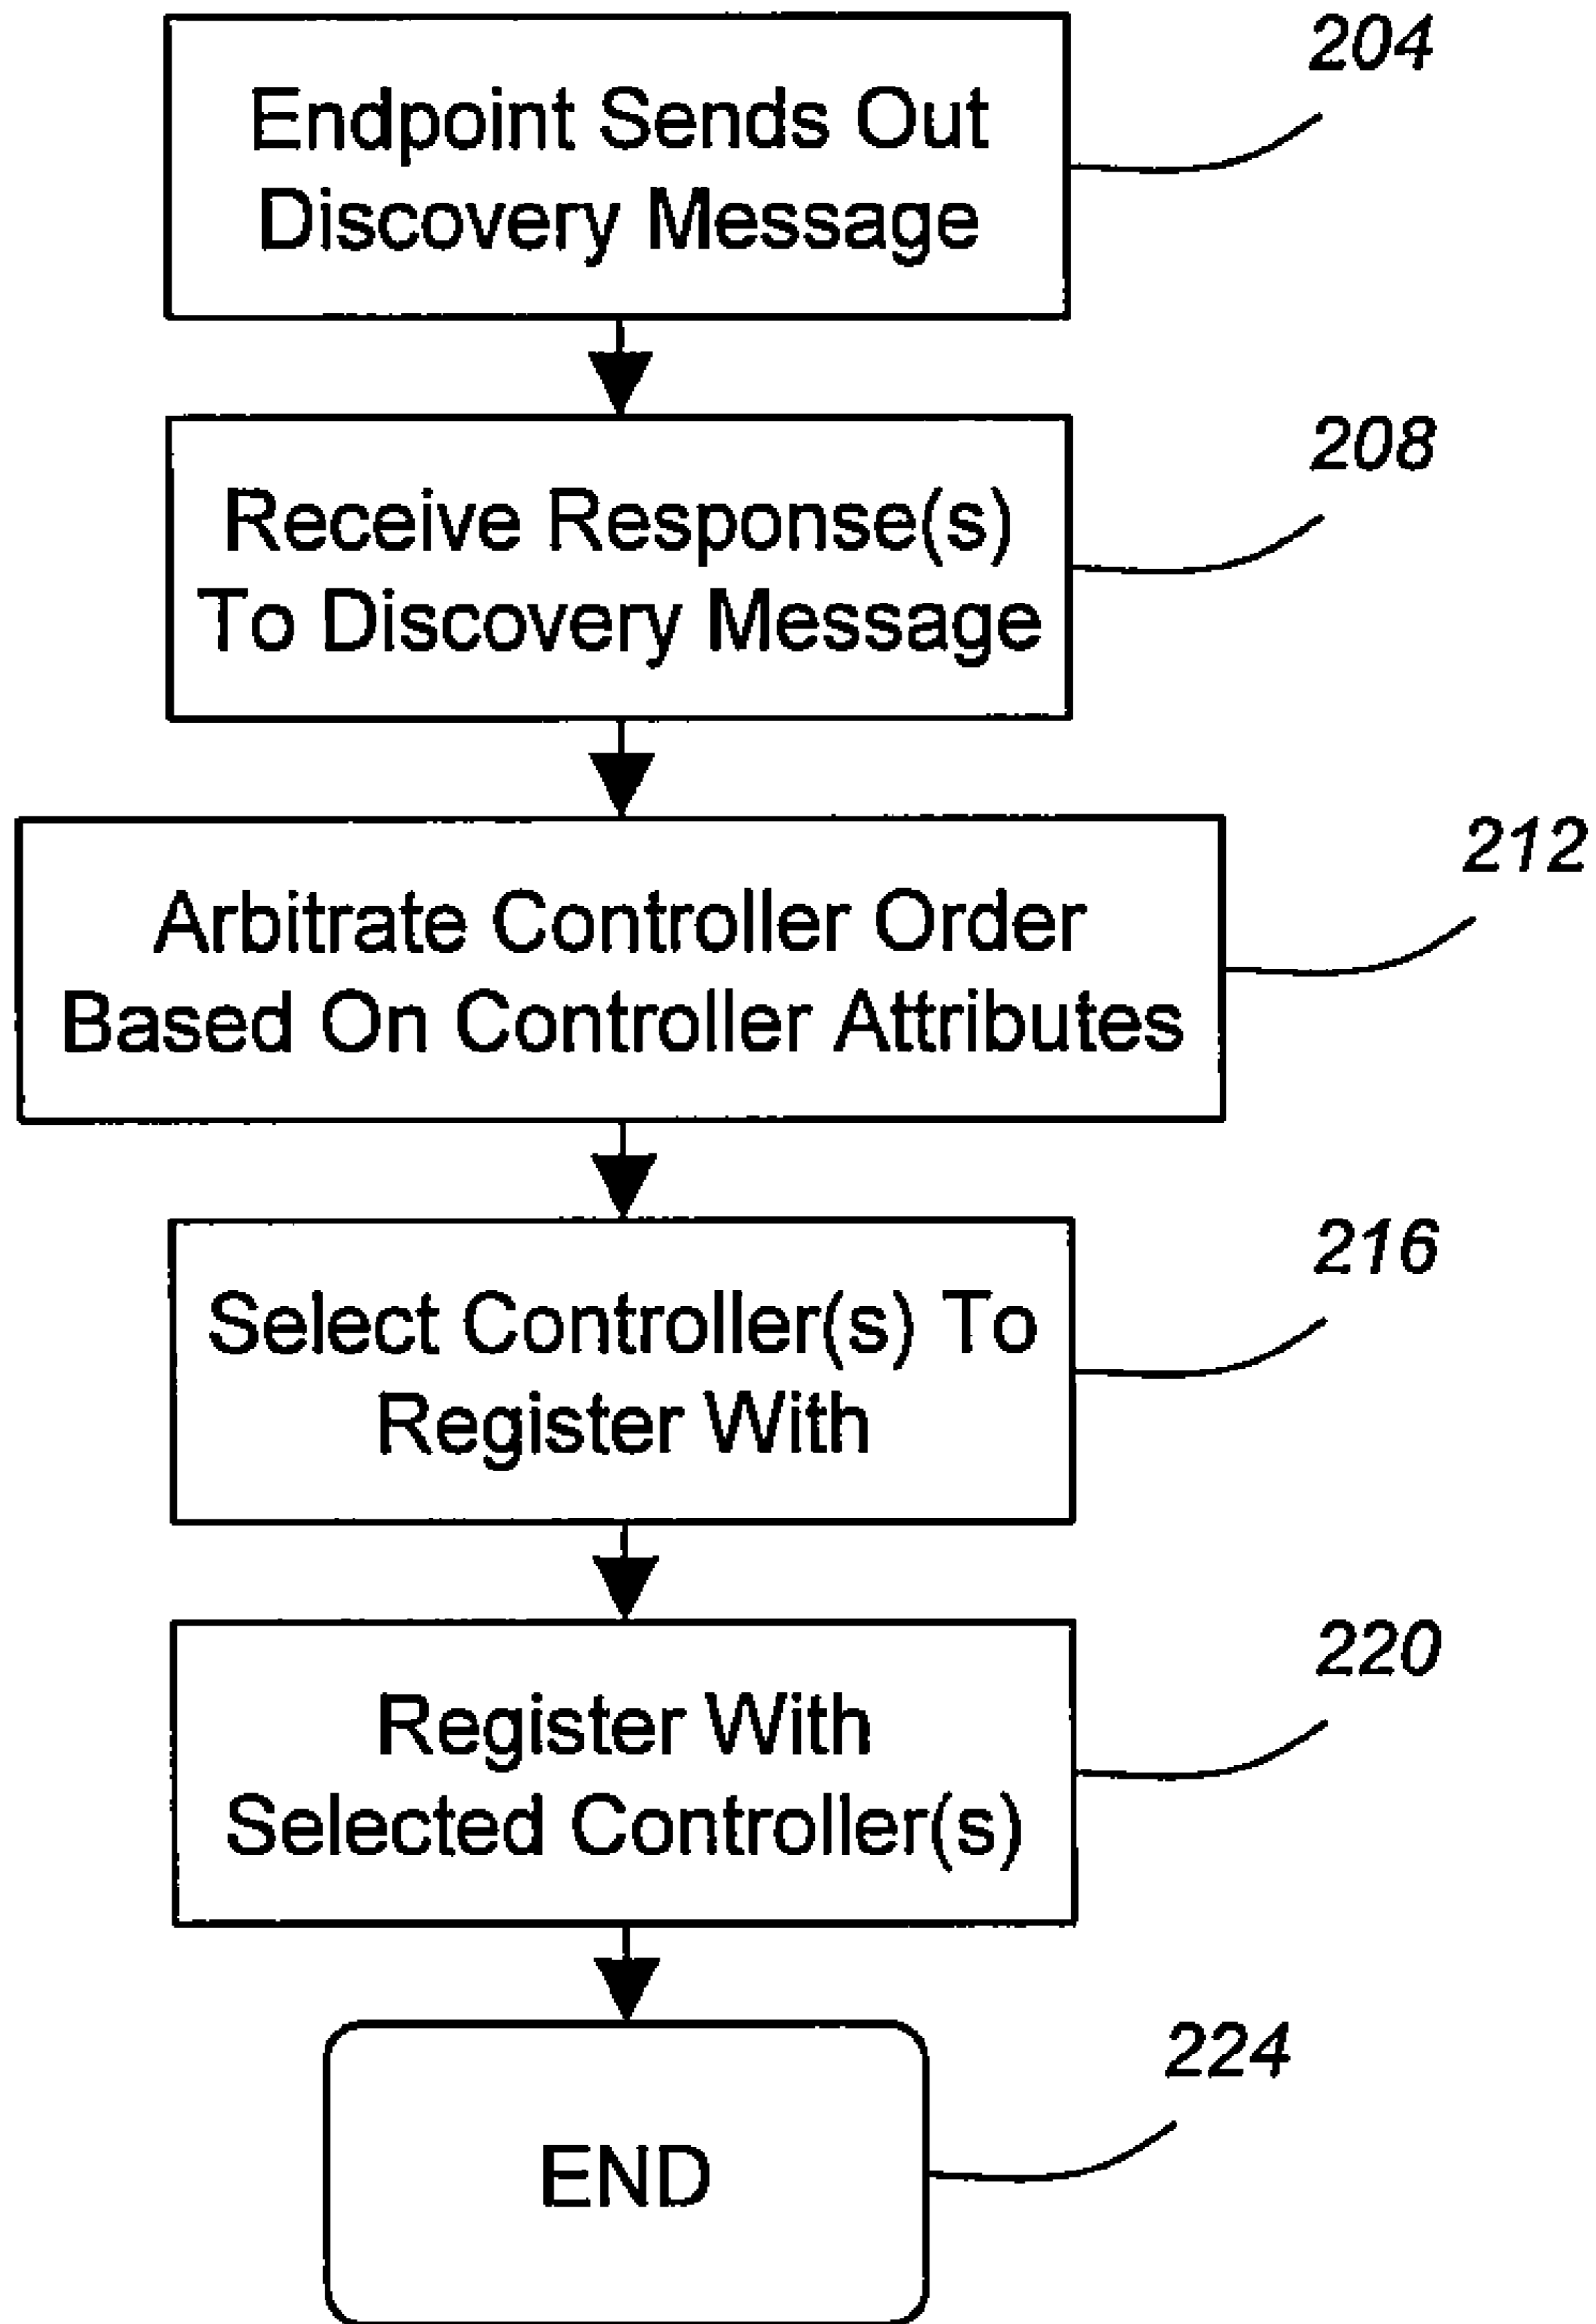 204
Endpoint Sends Out
Discovery Message
208
Receive Response(s)
To Discovery Message
212
Arbitrate Controller Order
Based On Controller Attributes
216
Select Controller(s) To
Register With
220
Register With
Selected Controller(s)
224
END